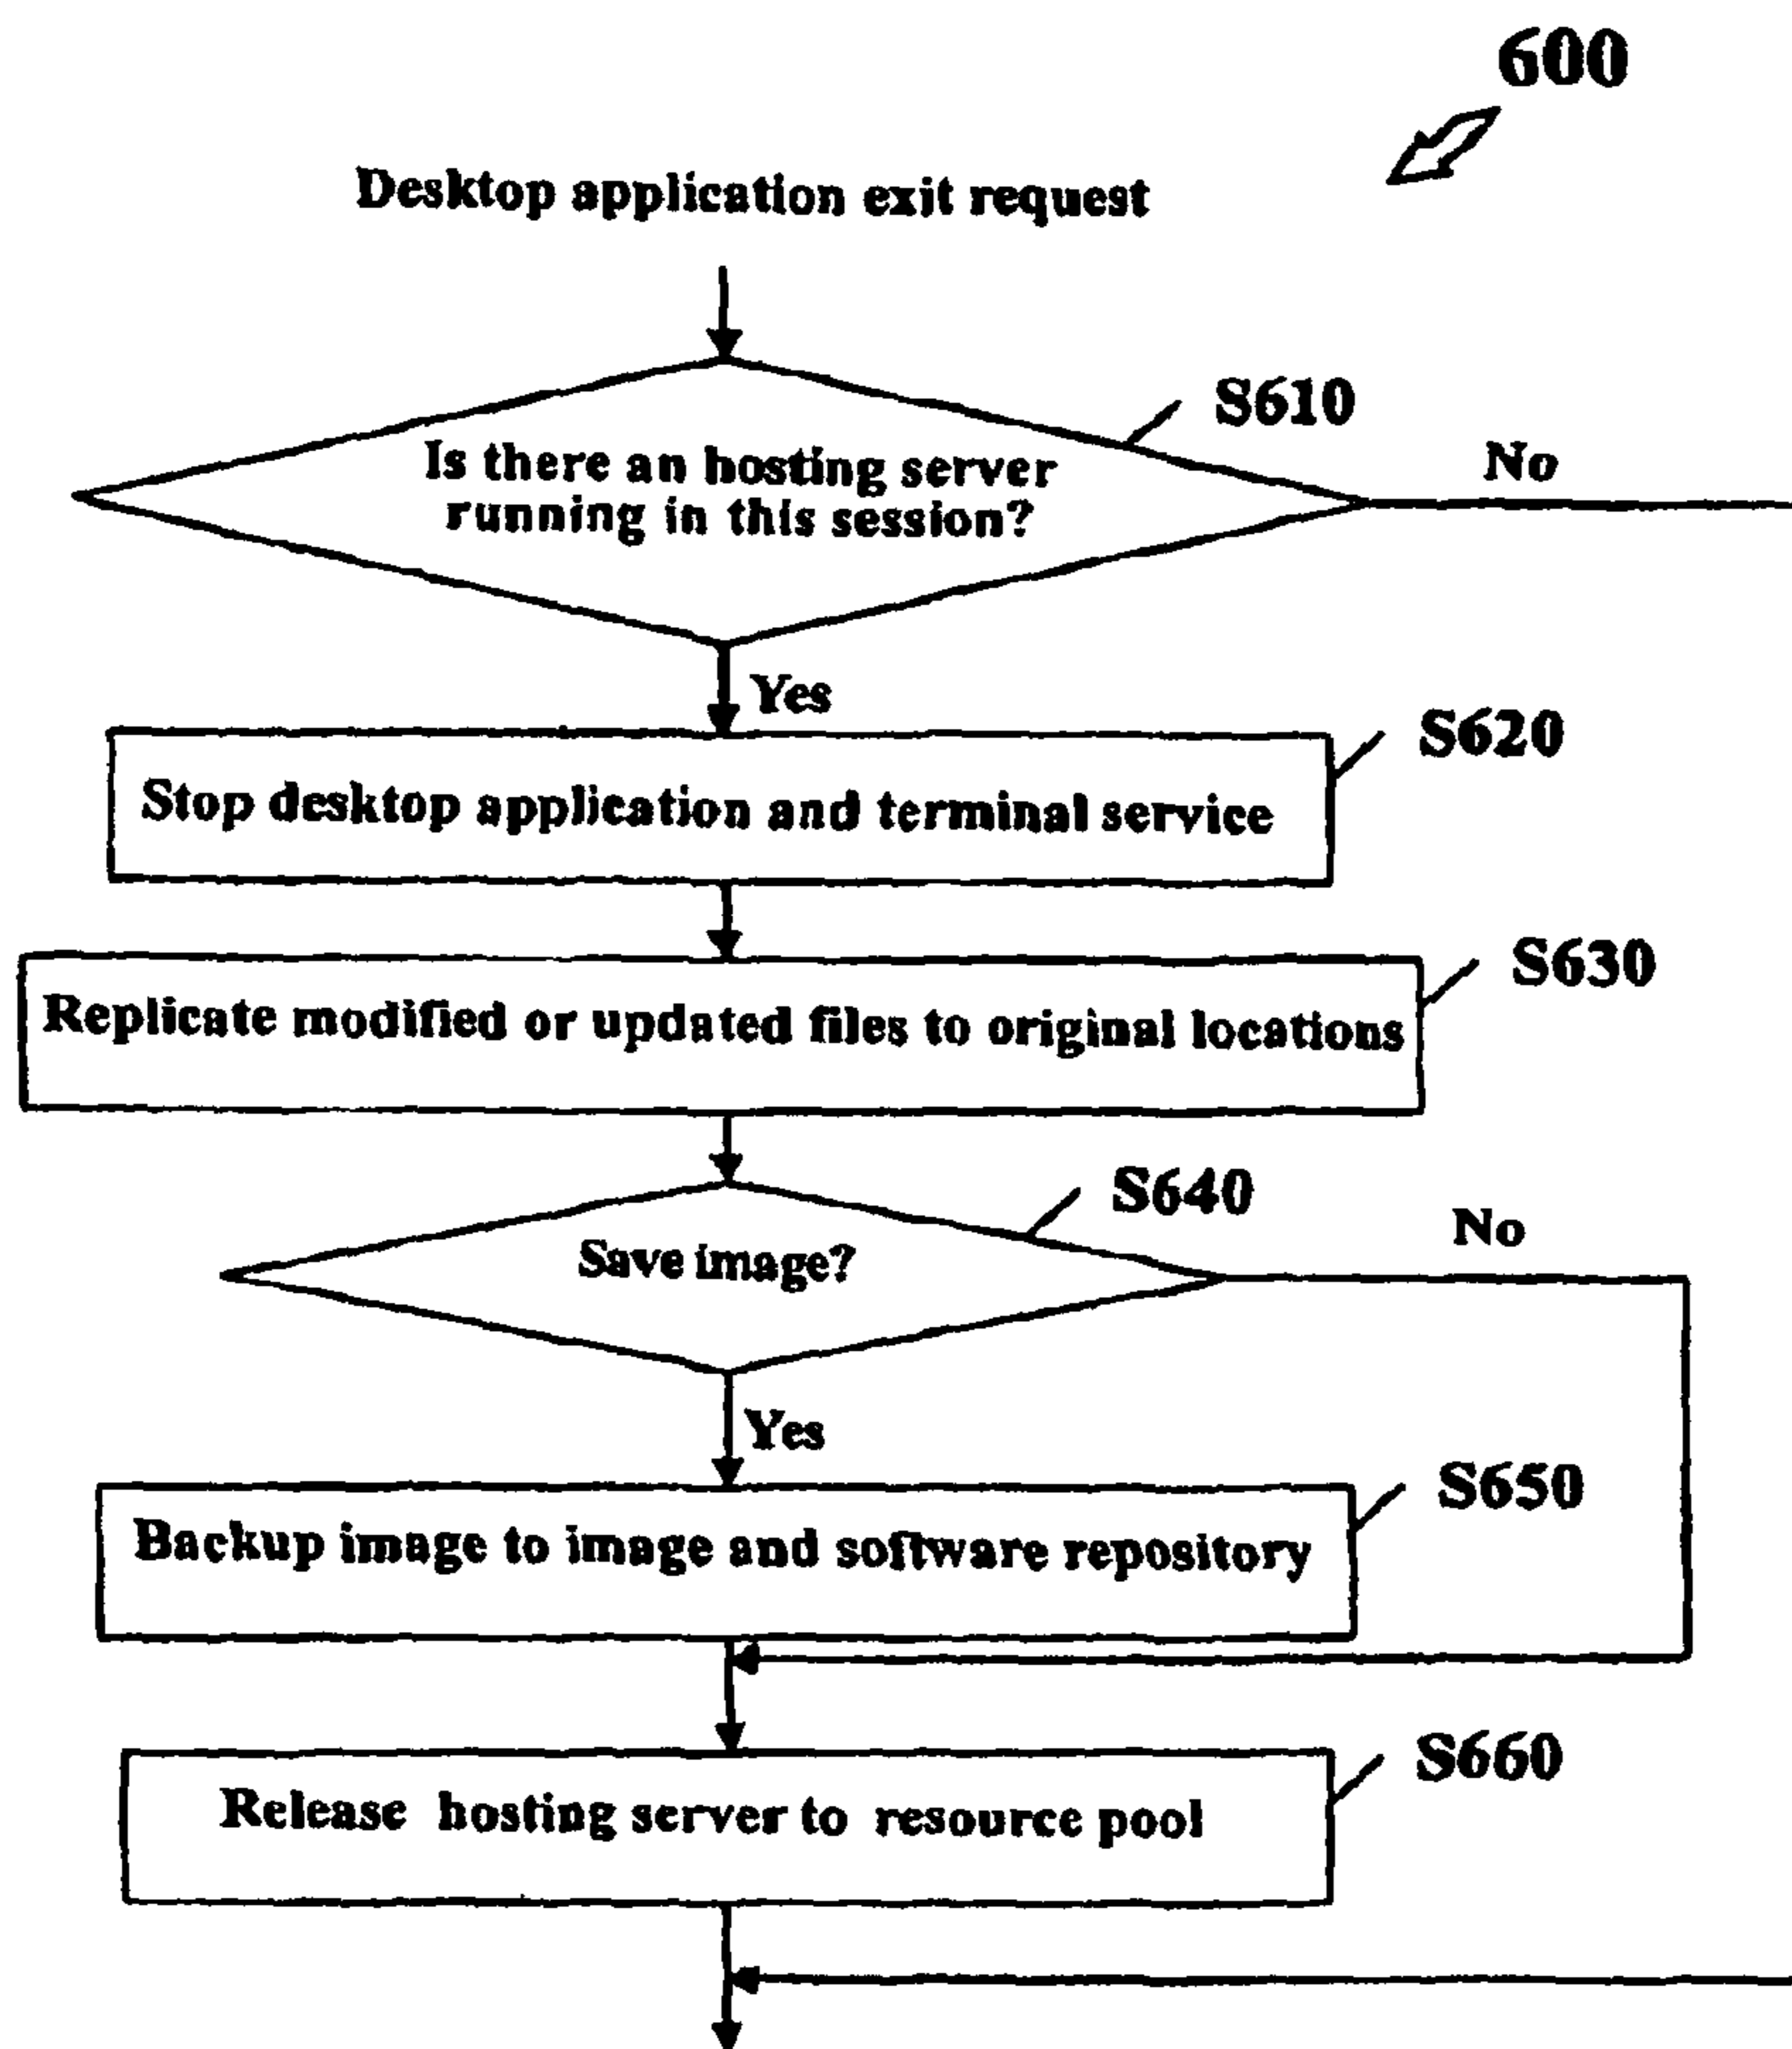 600
Desktop application exit request
S610
Is there an hosting server
running in this session?
No
Yes
S620
Stop desktop application and terminal service
S630
Replicate modified or updated files to original locations
S640
Save image?
No
Yes
S650
Backup image to image and software repository
S660
Release hosting server to resource pool